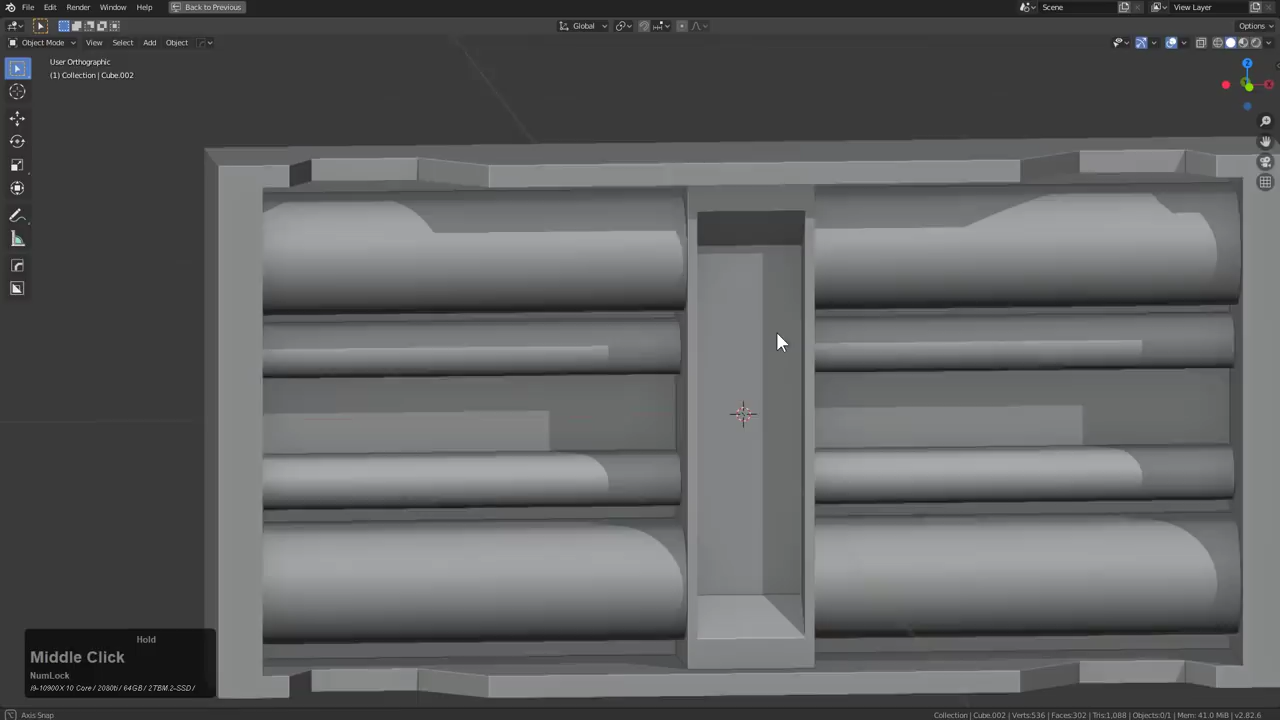 File Edit Render Window Help Back to Previous Scene View Layer
Global Options
Object Mode View Select Add Object
User Orthographic
(1) Collection | Cube.002
Z
Hold
Middle Click
NumLock
i9-10900X 10 Core / 2080ti / 64GB / 2TBM.2-SSD /
Axis Snap Collection | Cube.002 | Verts:536 | Faces:302 | Tris:1,088 | Objects:0/1 | Mem: 41.0 MiB | v2.82.6